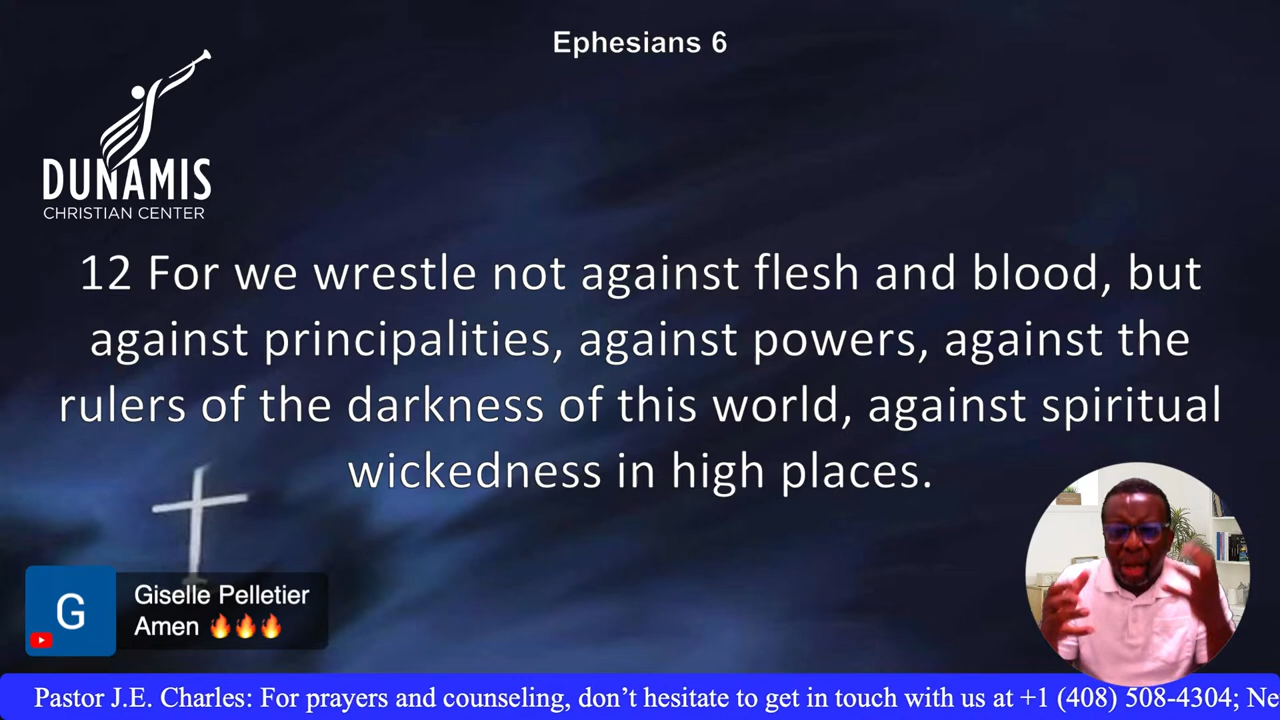 Ephesians 6
DUNAMIS
CHRISTIAN CENTER
12 For we wrestle not against flesh and blood, but
against principalities, against powers, against the
rulers of the darkness of this world, against spiritual
wickedness in high places.
G
Giselle Pelletier
Amen 🔥🔥🔥
Pastor J.E. Charles: For prayers and counseling, don’t hesitate to get in touch with us at +1 (408) 508-4304; Ne